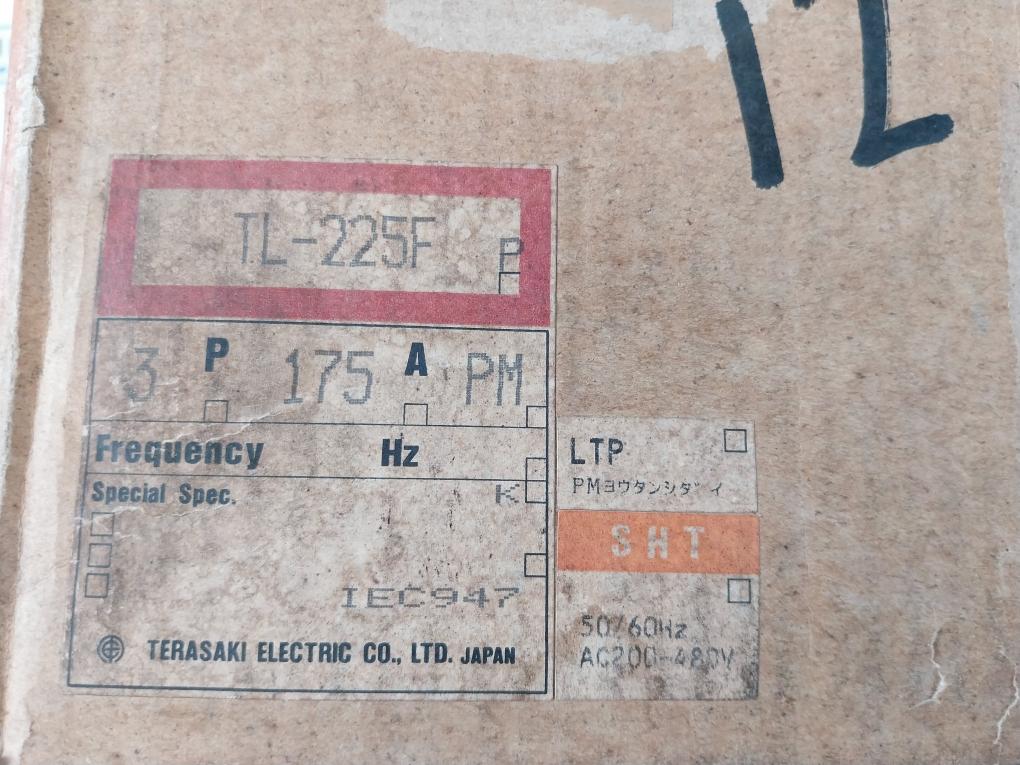 12
TL-225F P
3 P 175 A PM
Frequency Hz
Special Spec. K
IEC947
TERASAKI ELECTRIC CO., LTD. JAPAN
LTP
PMヨウタンシダイ
SHT
50/60Hz
AC200-480V